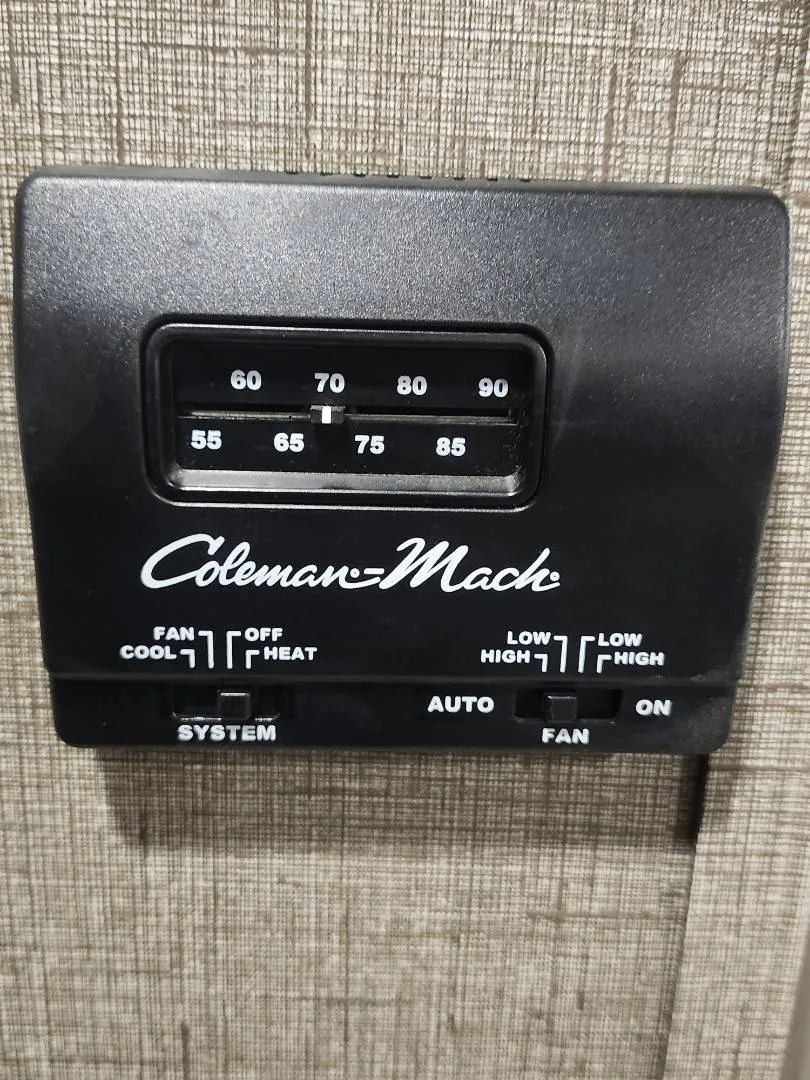 60 70 80 90
55 65 75 85
Coleman-Mach
FAN OFF
COOL HEAT
LOW LOW
HIGH HIGH
AUTO ON
SYSTEM
FAN